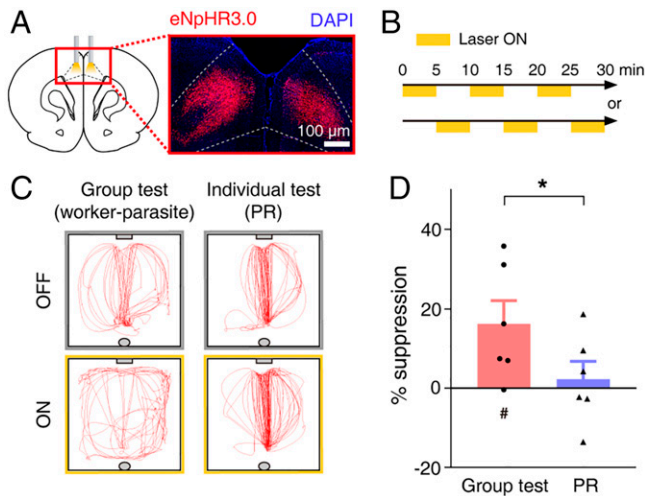 A
eNpHR3.0
DAPI
100 µm
B
Laser ON
0 5 10 15 20 25 30 min
or
C
Group test
(worker-parasite)
Individual test
(PR)
OFF
ON
D
*
% suppression
40
20
0
-20
#
Group test
PR